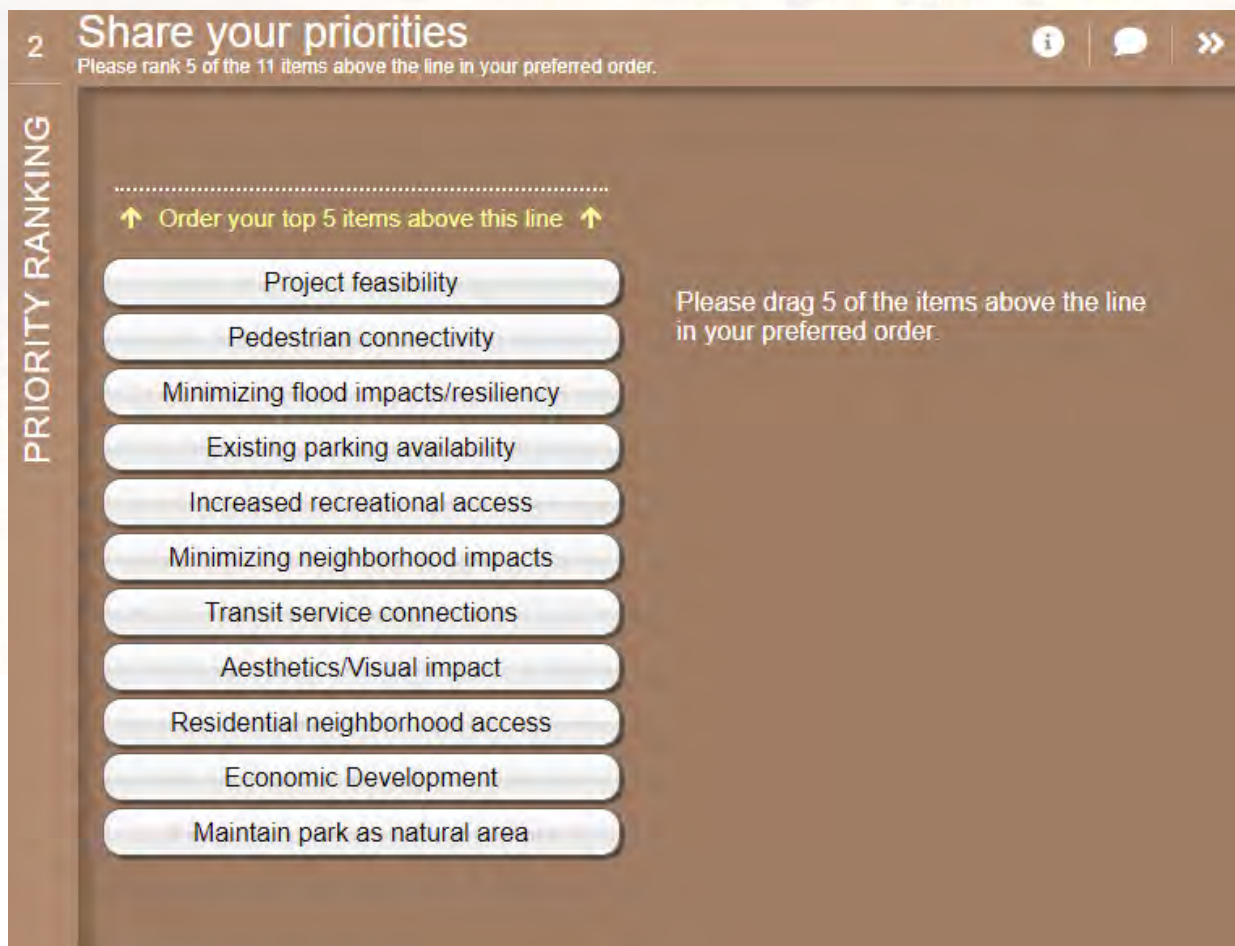 2
Share your priorities
Please rank 5 of the 11 items above the line in your preferred order.
PRIORITY RANKING
Order your top 5 items above this line
Project feasibility
Pedestrian connectivity
Minimizing flood impacts/resiliency
Existing parking availability
Increased recreational access
Minimizing neighborhood impacts
Transit service connections
Aesthetics/Visual impact
Residential neighborhood access
Economic Development
Maintain park as natural area
Please drag 5 of the items above the line
in your preferred order.